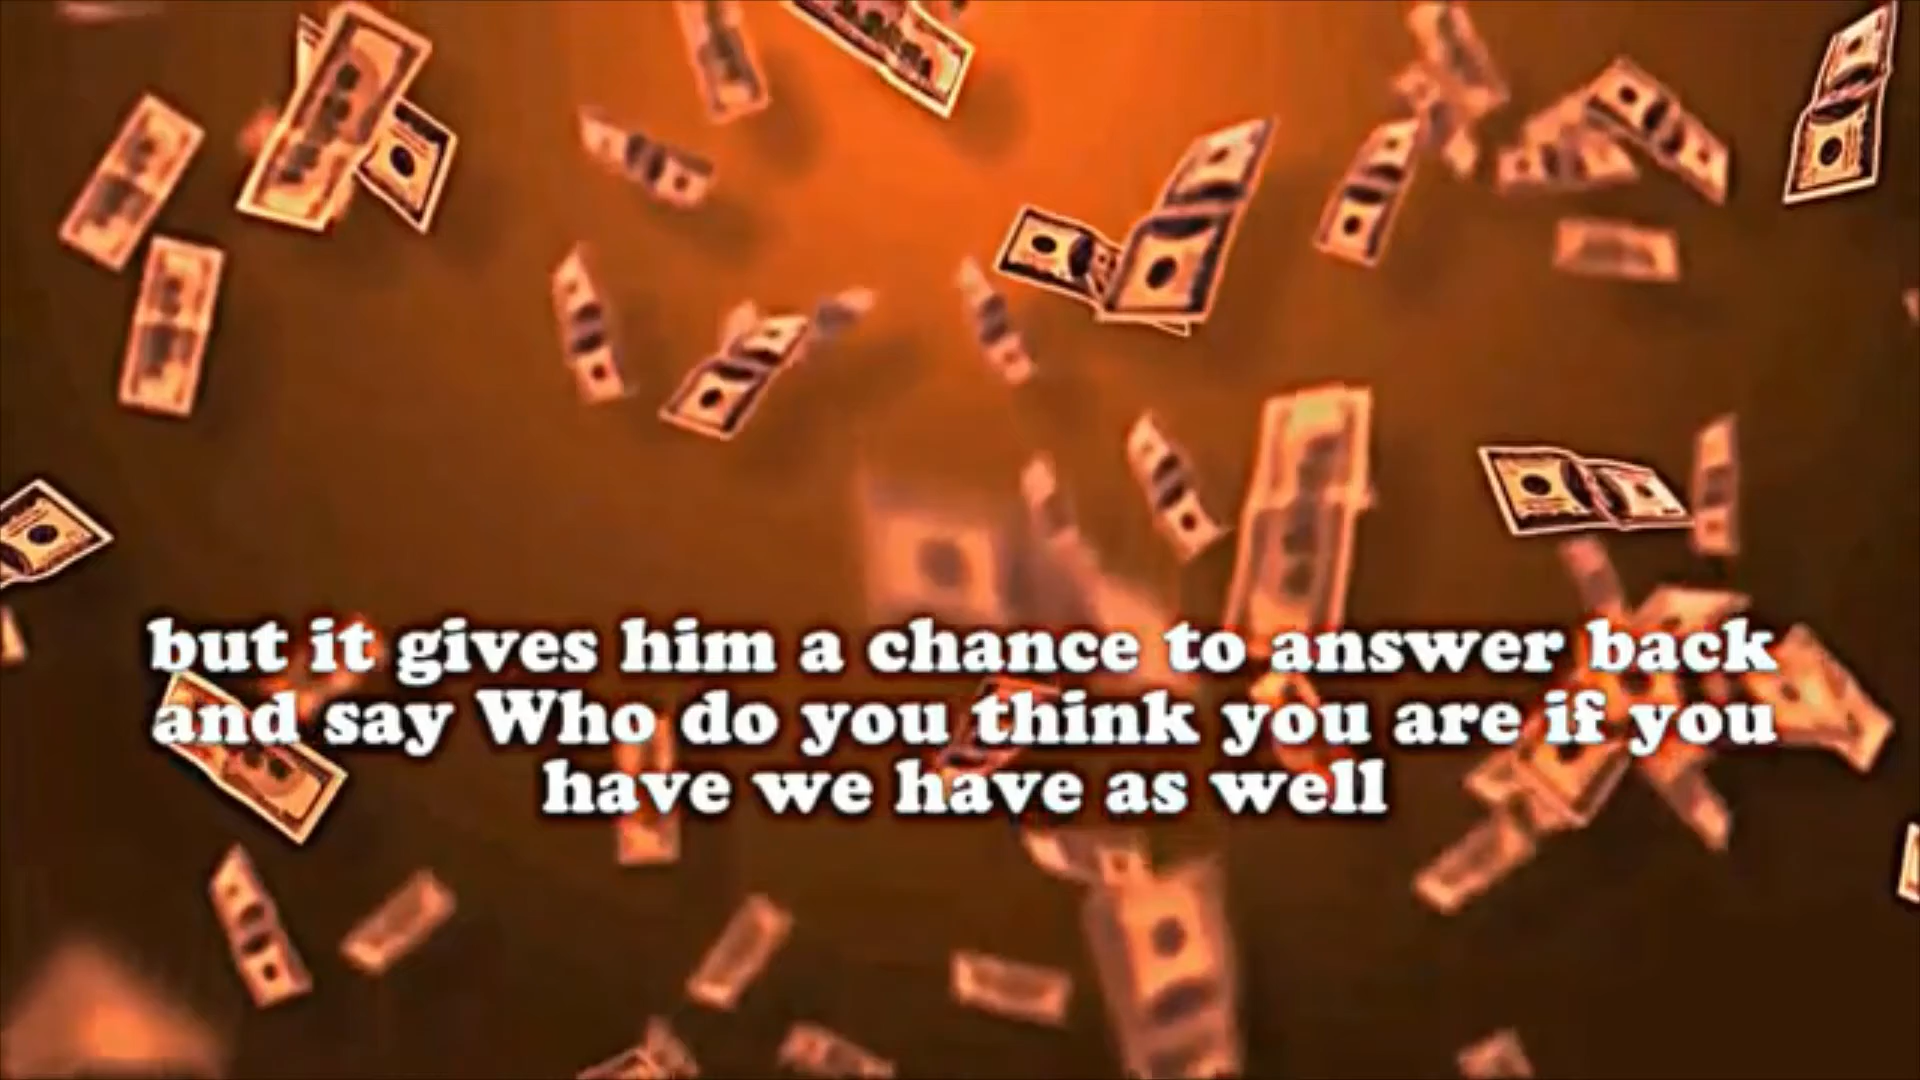 but it gives him a chance to answer back
and say Who do you think you are if you
have we have as well